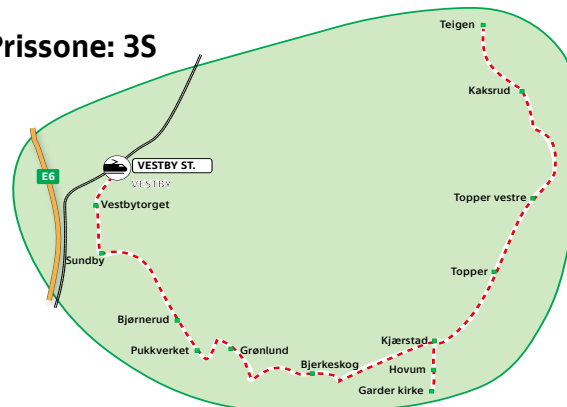 Prissone: 3S
Teigen
Kaksrud
E6
VESTBY ST.
VESTBY
Vestbytorget
Topper vestre
Sundby
Topper
Bjørnerud
Pukkverket
Grønlund
Kjærstad
Bjerkeskog
Hovum
Garder kirke